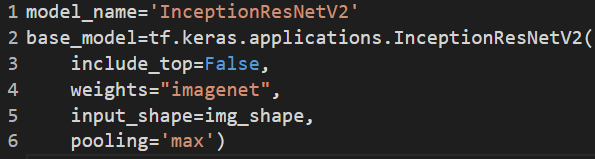 1 model_name='InceptionResNetV2'
2 base_model=tf.keras.applications.InceptionResNetV2(
3     include_top=False,
4     weights="imagenet",
5     input_shape=img_shape,
6     pooling='max')